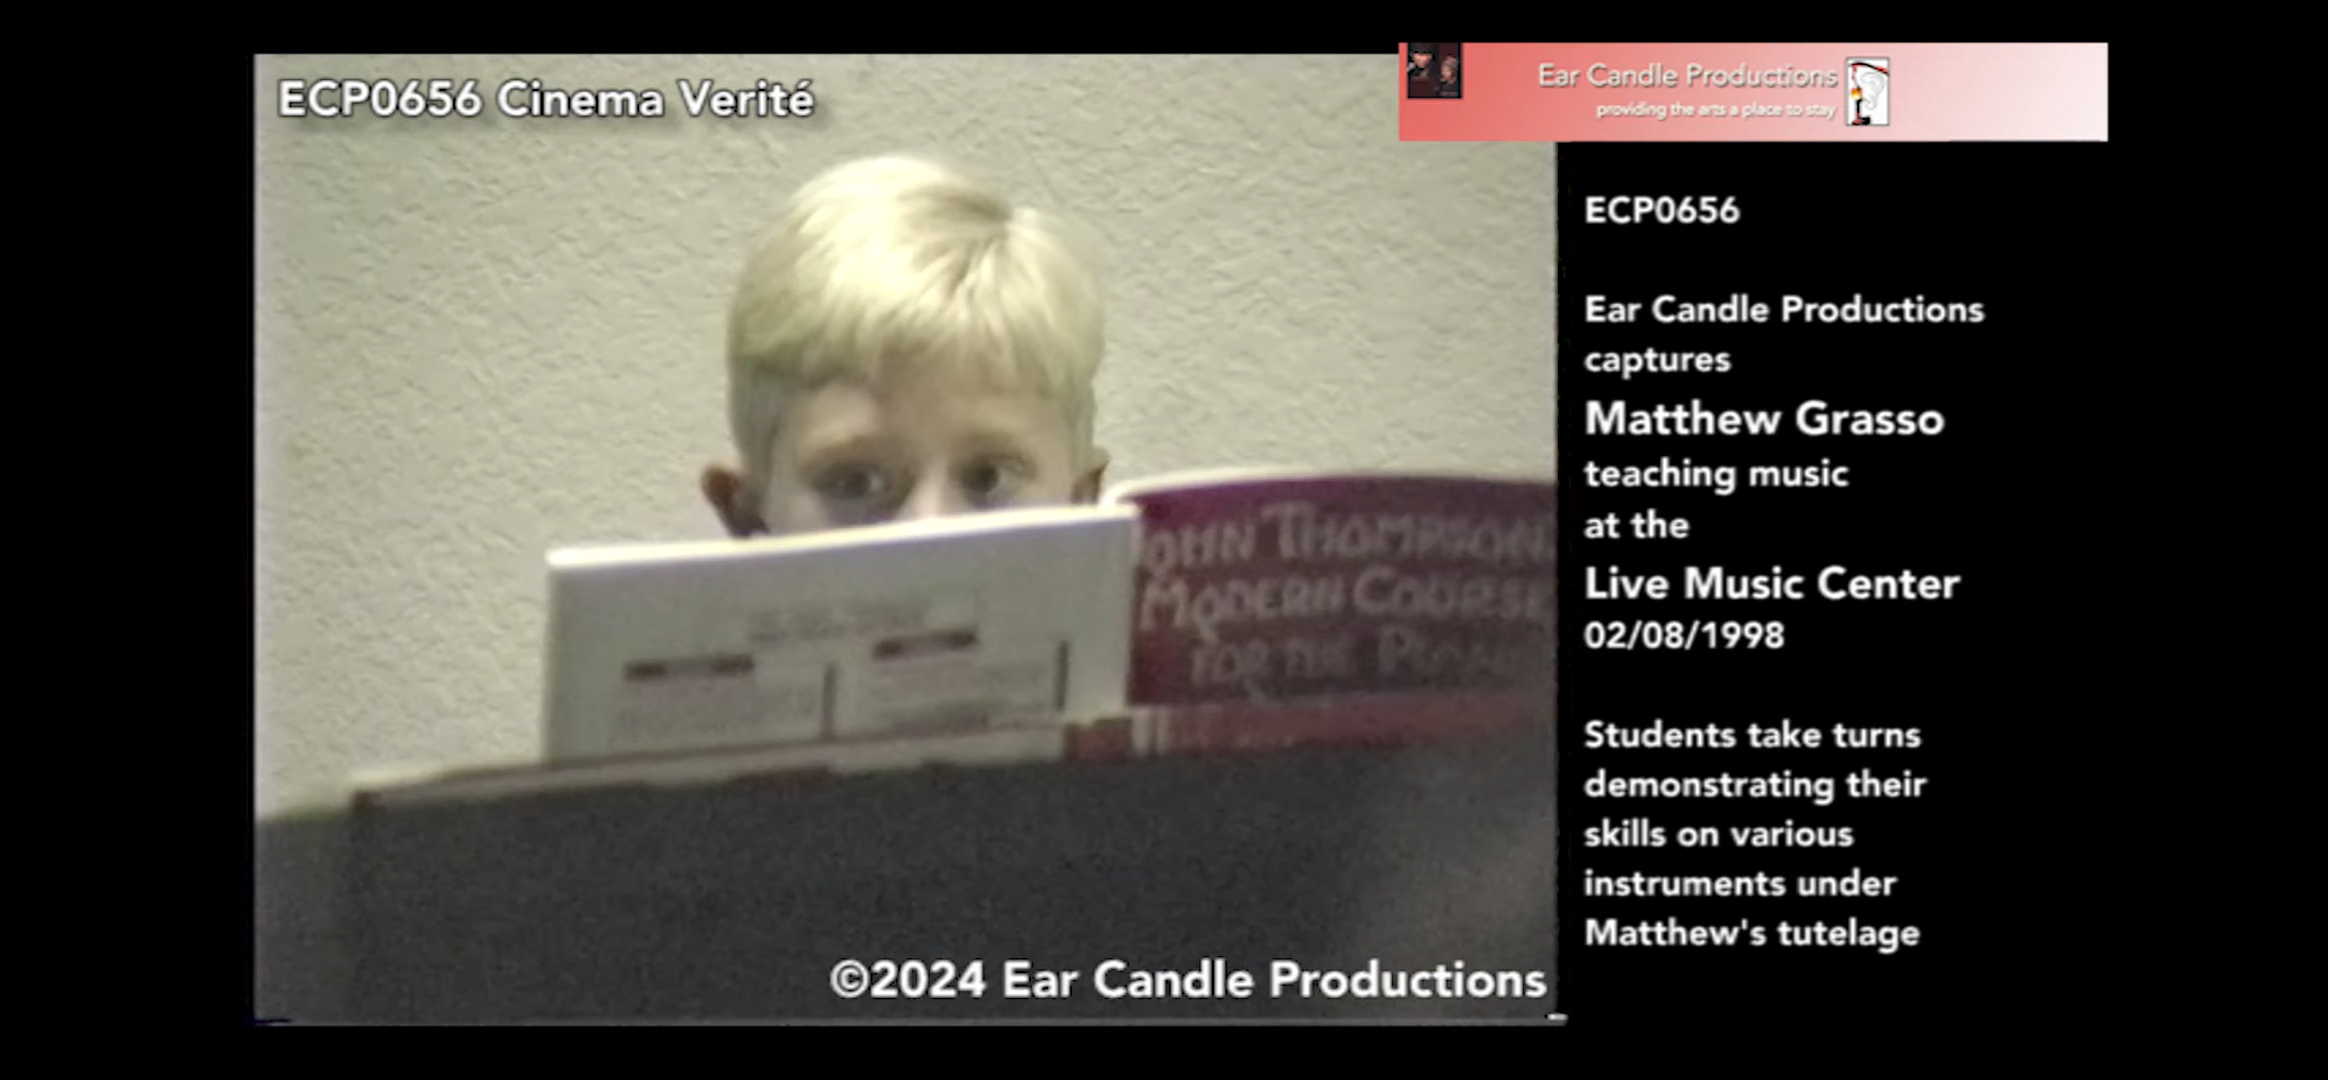 ECP0656 Cinema Verité
Ear Candle Productions
providing the arts a place to stay
ECP0656
Ear Candle Productions
captures
Matthew Grasso
teaching music
at the
Live Music Center
02/08/1998
Students take turns
demonstrating their
skills on various
instruments under
Matthew's tutelage
OHN THOMPSON
MODERN COURSE
FOR THE PIANO
©2024 Ear Candle Productions